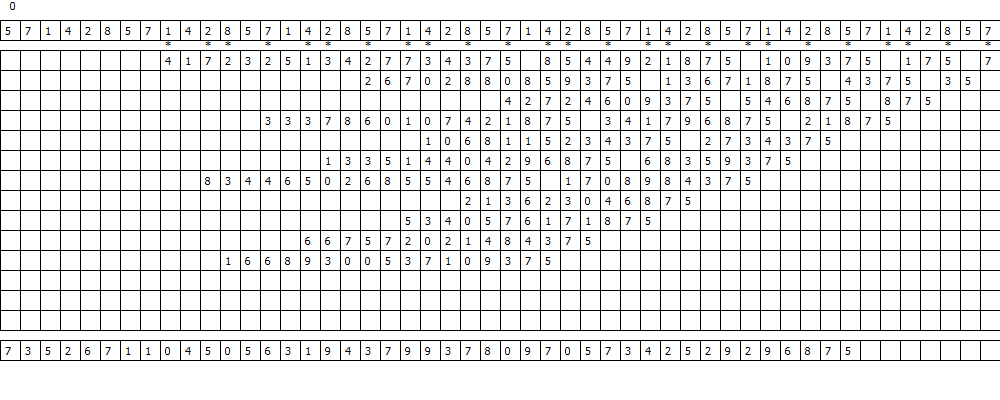 0
5 7 1 4 2 8 5 7 1 4 2 8 5 7 1 4 2 8 5 7 1 4 2 8 5 7 1 4 2 8 5 7 1 4 2 8 5 7 1 4 2 8 5 7 1 4 2 8 5 7
* * * * * * * * * * * * * * * * * * * * * * * * *
4 1 7 2 3 2 5 1 3 4 2 7 7 3 4 3 7 5 8 5 4 4 9 2 1 8 7 5 1 0 9 3 7 5 1 7 5 7
2 6 7 0 2 8 8 0 8 5 9 3 7 5 1 3 6 7 1 8 7 5 4 3 7 5 3 5
4 2 7 2 4 6 0 9 3 7 5 5 4 6 8 7 5 8 7 5
3 3 3 7 8 6 0 1 0 7 4 2 1 8 7 5 3 4 1 7 9 6 8 7 5 2 1 8 7 5
1 0 6 8 1 1 5 2 3 4 3 7 5 2 7 3 4 3 7 5
1 3 3 5 1 4 4 0 4 2 9 6 8 7 5 6 8 3 5 9 3 7 5
8 3 4 4 6 5 0 2 6 8 5 5 4 6 8 7 5 1 7 0 8 9 8 4 3 7 5
2 1 3 6 2 3 0 4 6 8 7 5
5 3 4 0 5 7 6 1 7 1 8 7 5
6 6 7 5 7 2 0 2 1 4 8 4 3 7 5
1 6 6 8 9 3 0 0 5 3 7 1 0 9 3 7 5
7 3 5 2 6 7 1 1 0 4 5 0 5 6 3 1 9 4 3 7 9 9 3 7 8 0 9 7 0 5 7 3 4 2 5 2 9 2 9 6 8 7 5